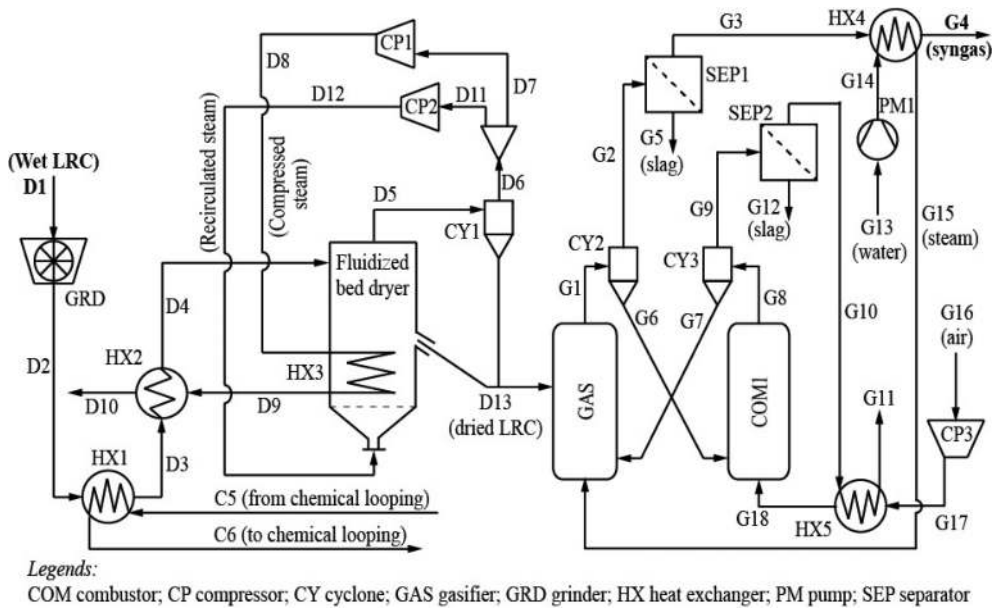 G3
HX4
G4
(syngas)
D8
CP1
SEP1
G14
D12
D11
D7
CP2
SEP2
PM1
(Wet LRC)
D1
G2
G5
(slag)
D6
(Recirculated steam)
(Compressed
steam)
D5
G9
G12
(slag)
G13
(water)
G15
(steam)
CY1
Fluidized
bed dryer
CY2
CY3
GRD
D4
G1
G6
G7
G8
G10
G16
(air)
D2
HX2
HX3
GAS
COM1
G11
CP3
D10
D9
D13
(dried LRC)
HX1
D3
C5 (from chemical looping)
G18
HX5
G17
C6 (to chemical looping)
Legends:
COM combustor; CP compressor; CY cyclone; GAS gasifier; GRD grinder; HX heat exchanger; PM pump; SEP separator